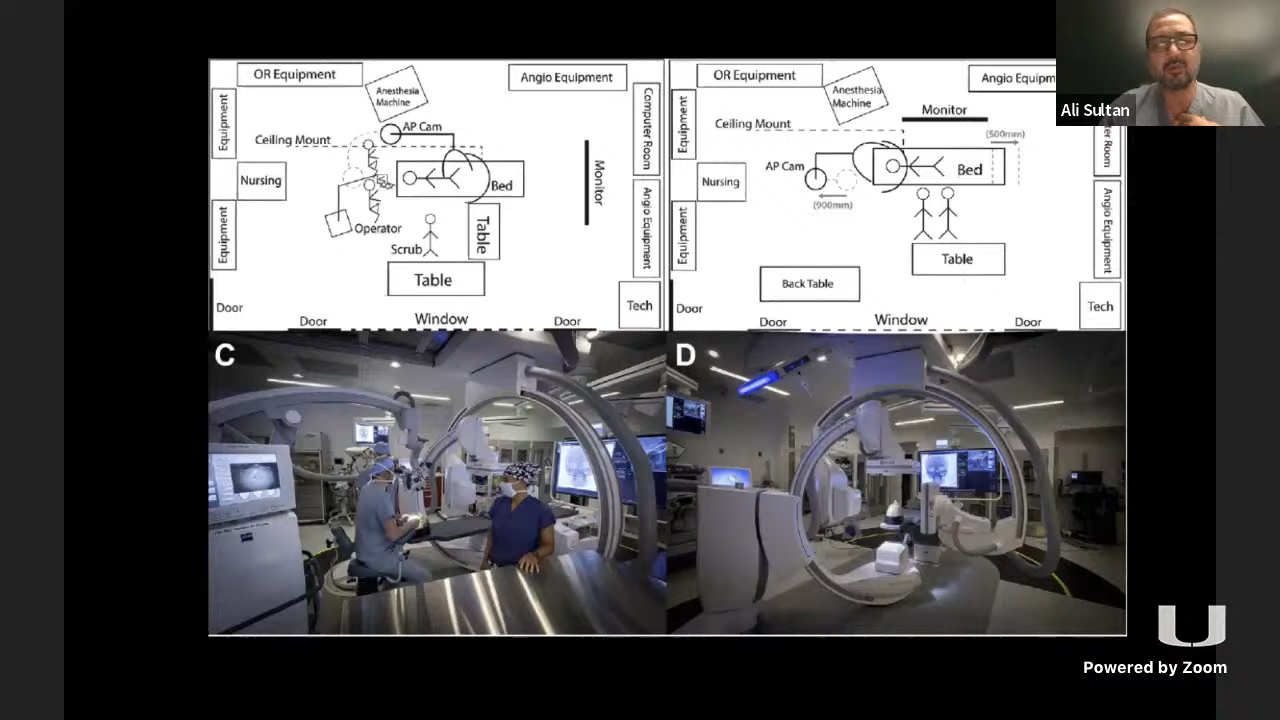 OR Equipment
Anesthesia
Machine
Angio Equipment
Equipment
Computer Room
Ceiling Mount
AP Cam
Nursing
Bed
Monitor
Equipment
Operator
Scrub
Table
Table
Angio Equipment
Tech
Door
Door
Window
Door
OR Equipment
Anesthesia
Machine
Angio Equipm
Equipment
Monitor
Ceiling Mount
(500mm)
r Room
AP Cam
Bed
Nursing
(900mm)
Equipment
Table
Angio Equipment
Back Table
Tech
Door
Door
Window
Door
C
D
Ali Sultan
U
Powered by Zoom